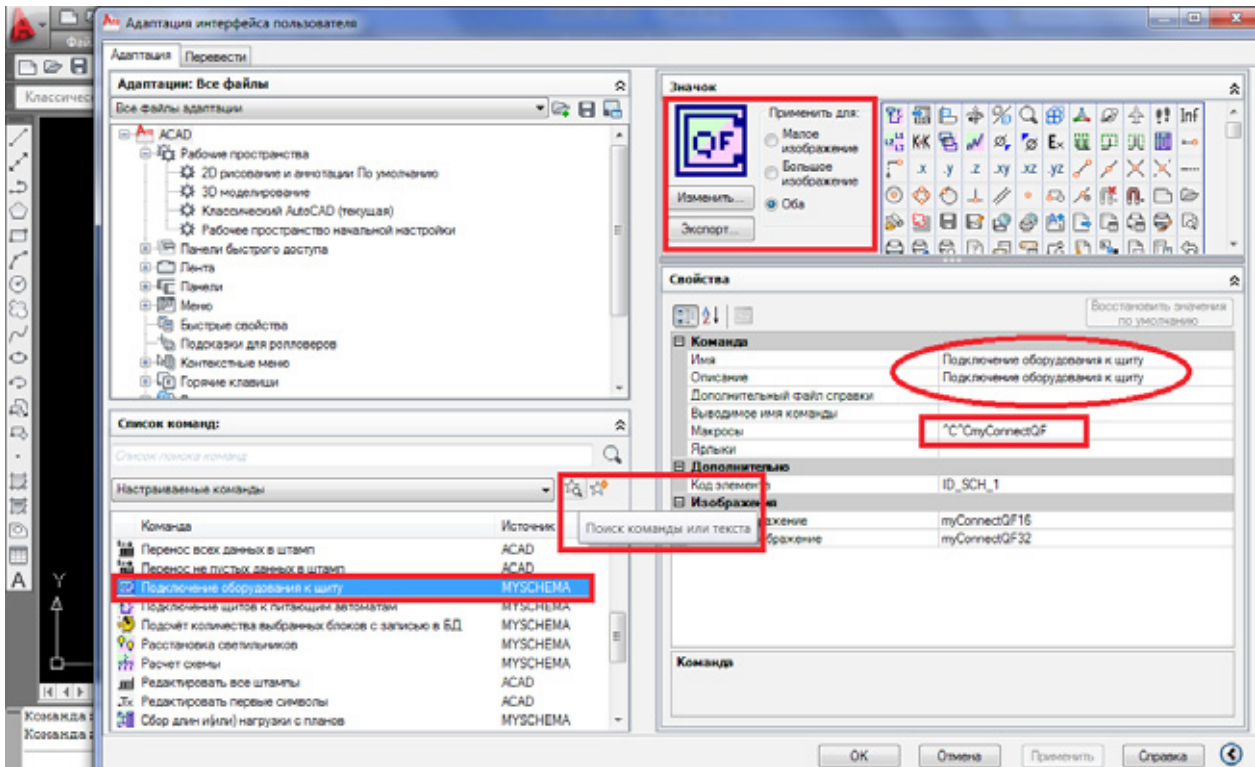 Адаптация интерфейса пользователя
Адаптация Перевести
Адаптации: Все файлы
Все файлы адаптации
ACAD
Рабочие пространства
2D рисование и аннотации По умолчанию
3D моделирование
Классический AutoCAD (текущая)
Рабочее пространство начальной настройки
Панели быстрого доступа
Лента
Панели
Меню
Быстрые свойства
Подсказки для ролловеров
Контекстные меню
Горячие клавиши
Список команд:
Список поиска команд
Настраиваемые команды
Поиск команды или текста
Команда Источник
Перенос всех данных в штамп ACAD
Перенос не пустых данных в штамп ACAD
Подключение оборудования к щиту MYSCHEMA
Подключение щитов к питающим автоматам MYSCHEMA
Подсчёт количества выбранных блоков с записью в БД MYSCHEMA
Расстановка светильников MYSCHEMA
Расчет схемы MYSCHEMA
Редактировать все штампы ACAD
Редактировать первые символы ACAD
Сбор длин и(или) нагрузки с планов MYSCHEMA
Значок
QF
Применить для:
Малое изображение
Большое изображение
Оба
Изменить...
Экспорт...
Свойства
Восстановить значения
по умолчанию
Команда
Имя Подключение оборудования к щиту
Описание Подключение оборудования к щиту
Дополнительный файл справки
Выводимое имя команды
Макросы ^C^CmyConnectQF
Ярлыки
Дополнительно
Код элемента ID_SCH_1
Изображения
myConnectQF16
myConnectQF32
Команда
OK Отмена Применить Справка
Классичес
Y
Команда:
Команда: